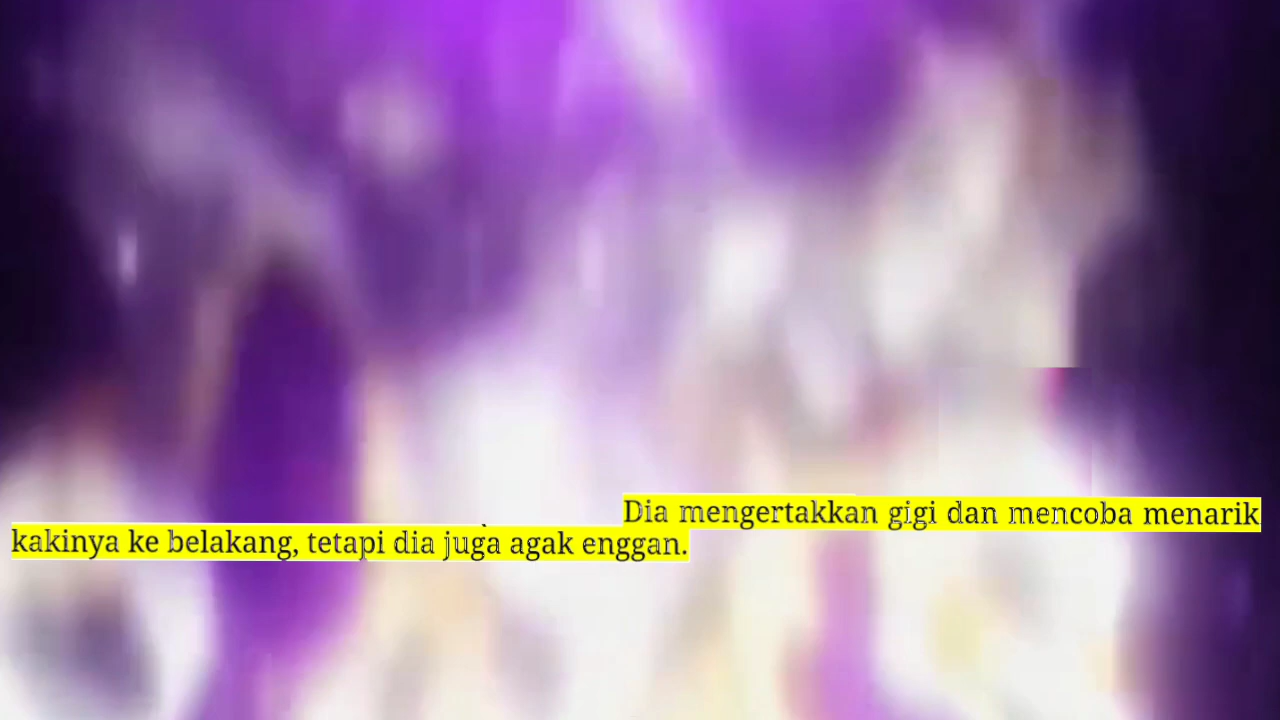 Dia mengertakkan gigi dan mencoba menarik
kakinya ke belakang, tetapi dia juga agak enggan.